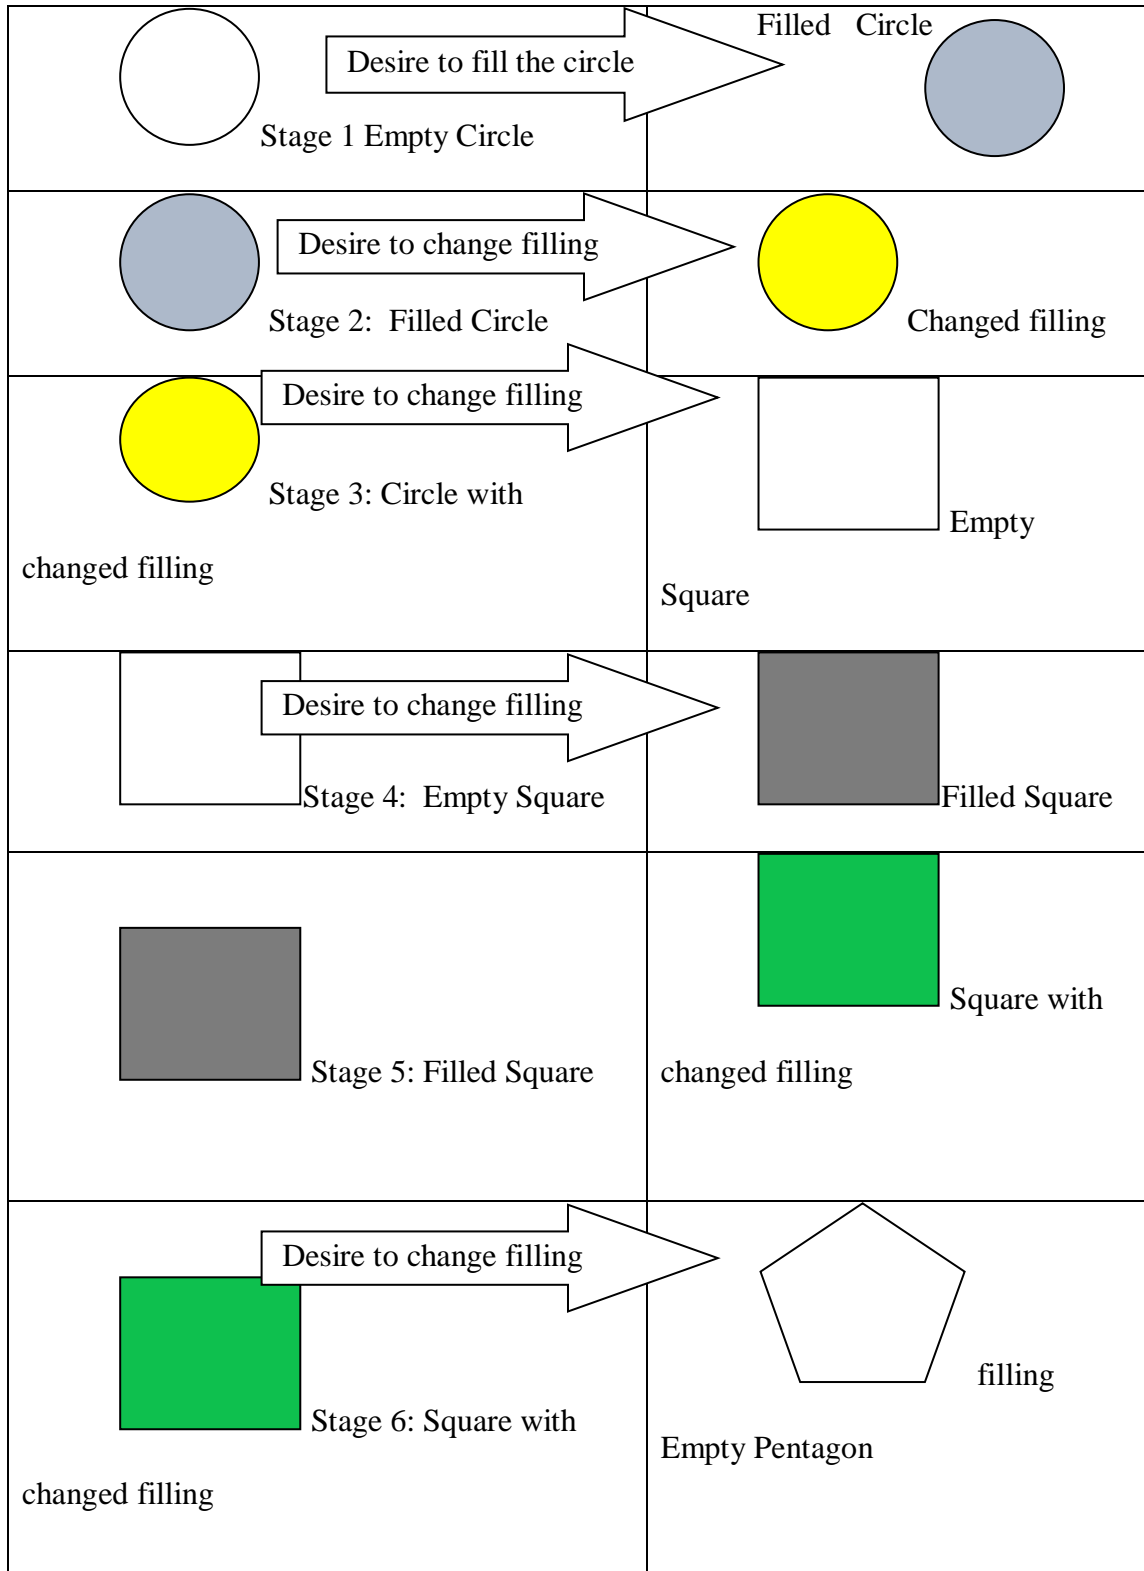 Desire to fill the circle
Stage 1 Empty Circle
Filled Circle
Desire to change filling
Stage 2: Filled Circle
Changed filling
Desire to change filling
Stage 3: Circle with
changed filling
Empty
Square
Desire to change filling
Stage 4: Empty Square
Filled Square
Stage 5: Filled Square
Square with
changed filling
Desire to change filling
Stage 6: Square with
changed filling
filling
Empty Pentagon